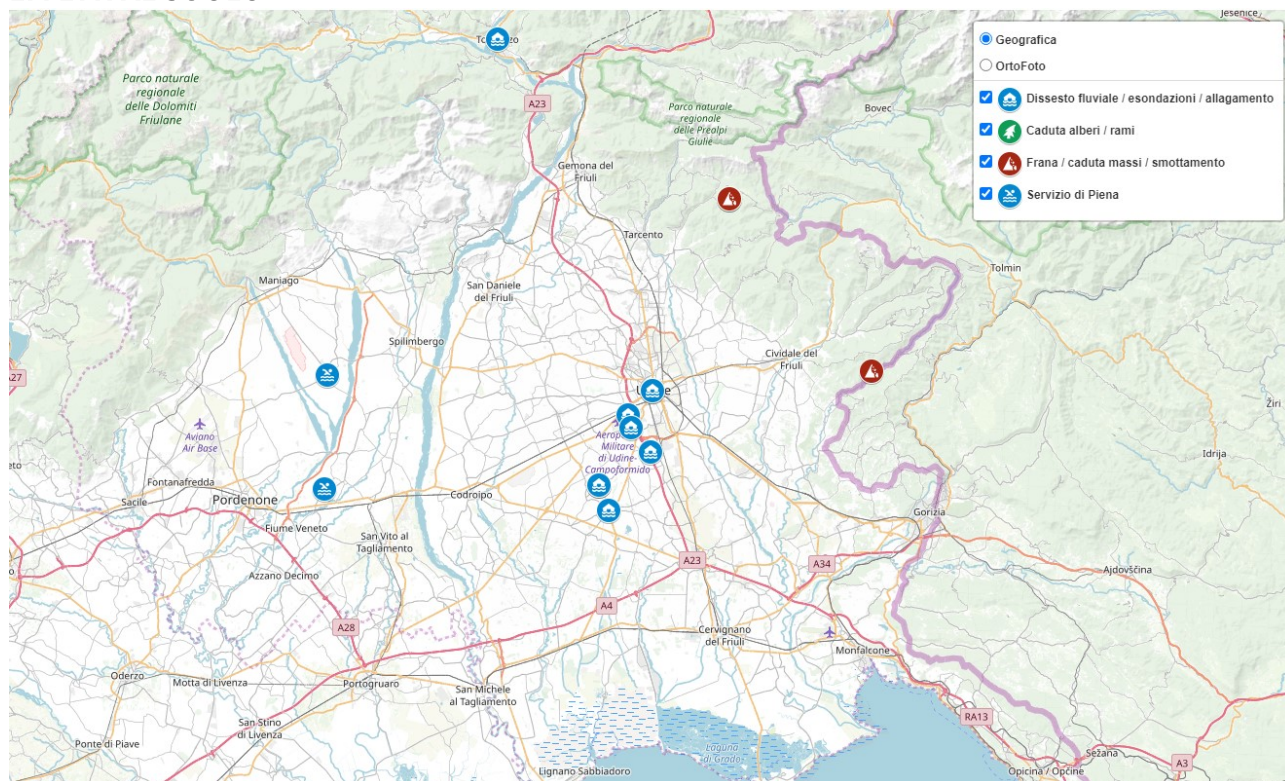 Jesenice
Geografica
OrtoFoto
Dissesto fluviale / esondazioni / allagamento
Caduta alberi / rami
Frana / caduta massi / smottamento
Servizio di Piena
Parco naturale
regionale
delle Dolomiti
Friulane
A23
Parco naturale
regionale
delle Prealpi
Giulie
Bovec
Gemona del
Friuli
Tarcento
Tolmin
Maniago
San Daniele
del Friuli
Spilimbergo
Cividale del
Friuli
A27
Žiri
Aviano
Air Base
Aeroporto
Militare
di Udine-
Campoformido
Idrija
Fontanafredda
Sacile
Pordenone
Codroipo
Fiume Veneto
San Vito al
Tagliamento
Gorizia
Azzano Decimo
A23
A34
Ajdovščina
A4
A28
Cervignano
del Friuli
Monfalcone
Oderzo
Motta di Livenza
Portogruaro
San Michele
al Tagliamento
San Stino
di Livenza
RA13
Ponte di Piave
Laguna
di Grado
Lignano Sabbiadoro
Sežana
Opicina / Opčine
A3